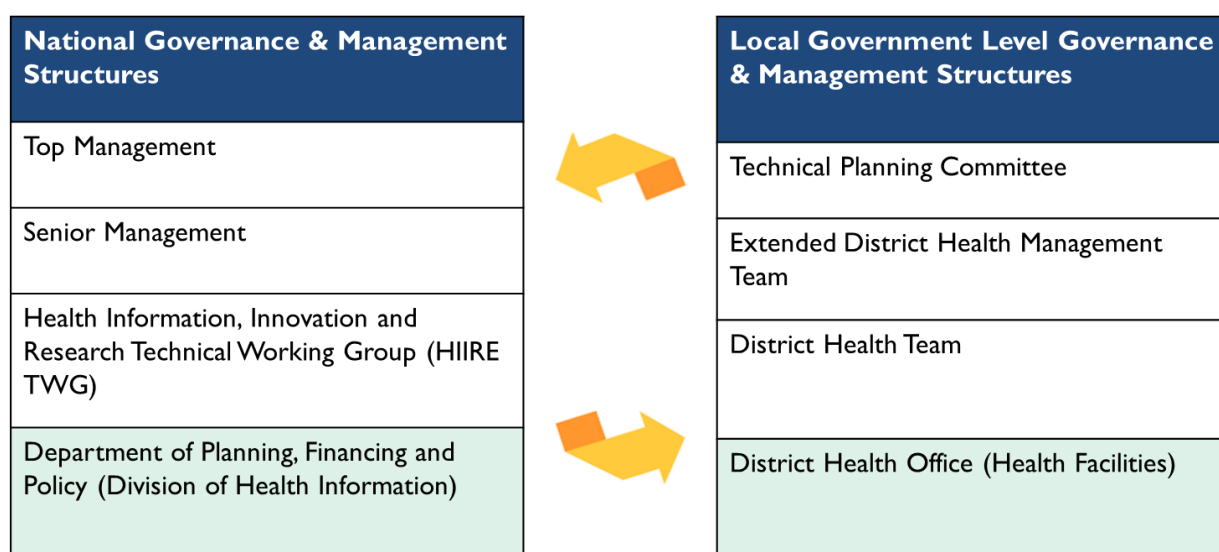 National Governance & Management
Structures
Top Management
Senior Management
Health Information, Innovation and
Research Technical Working Group (HIIRE
TWG)
Department of Planning, Financing and
Policy (Division of Health Information)
Local Government Level Governance
& Management Structures
Technical Planning Committee
Extended District Health Management
Team
District Health Team
District Health Office (Health Facilities)